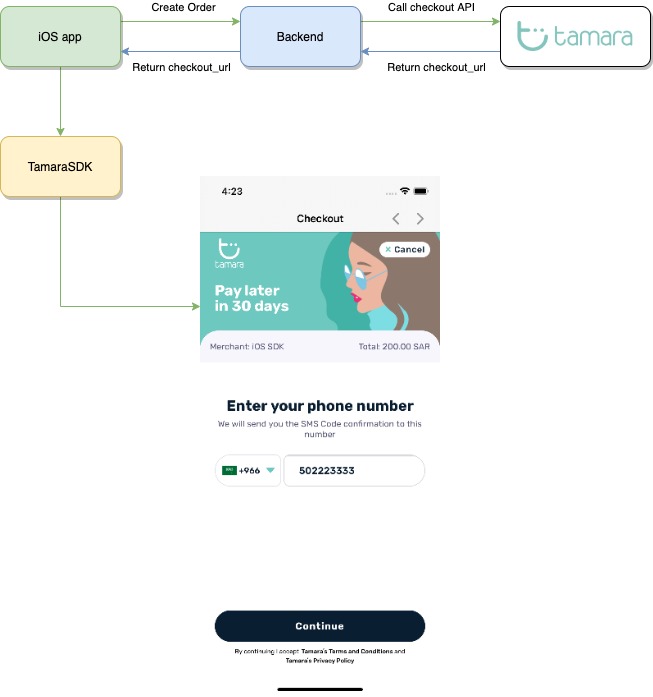 Create Order
Call checkout API
iOS app
Backend
tamara
Return checkout_url
Return checkout_url
TamaraSDK
4:23
Checkout
tamara
× Cancel
Pay later
in 30 days
Merchant: iOS SDK
Total: 200.00 SAR
Enter your phone number
We will send you the SMS Code confirmation to this
number
+966
502223333
Continue
By continuing I accept Tamara's Terms and Conditions and
Tamara's Privacy Policy